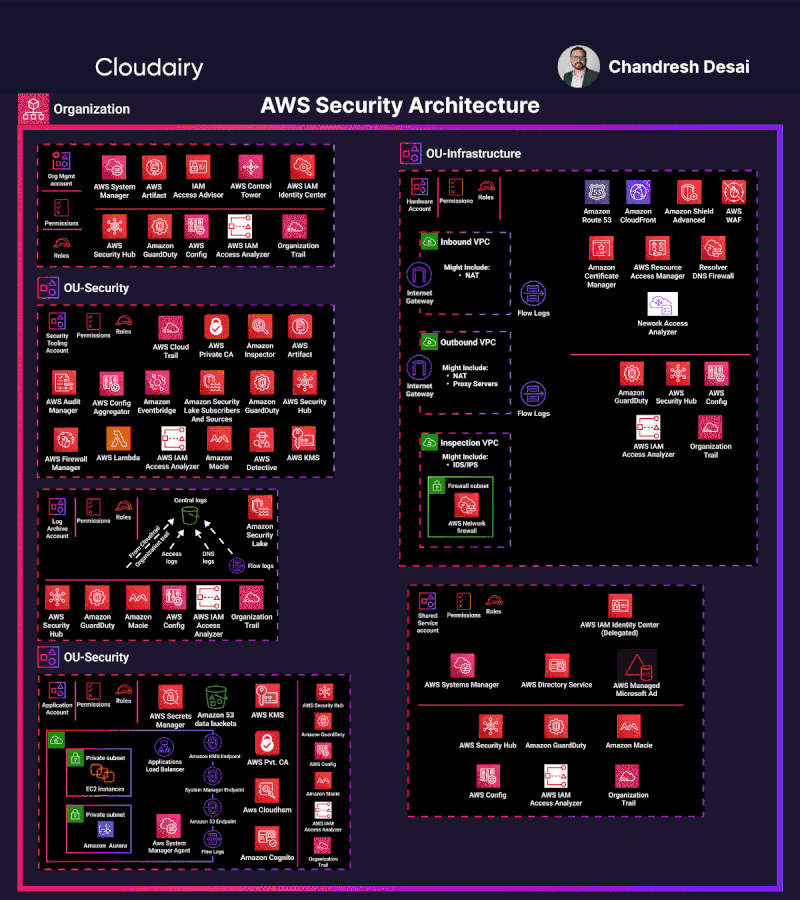 Cloudairy
Chandresh Desai
Organization
AWS Security Architecture
Org Mgmt
account
Permissions
Roles
AWS System
Manager
AWS
Artifact
IAM
Access Advisor
AWS Control
Tower
AWS IAM
Identity Center
AWS
Security Hub
Amazon
GuardDuty
AWS
Config
AWS IAM
Access Analyzer
Organization
Trail
OU-Security
Security
Tooling
Account
Permissions
Roles
AWS Cloud
Trail
AWS
Private CA
Amazon
Inspector
AWS
Artifact
AWS Audit
Manager
AWS Config
Aggregator
Amazon
Eventbridge
Amazon Security
Lake Subscribers
And Sources
Amazon
GuardDuty
AWS Security
Hub
AWS Firewall
Manager
AWS Lambda
AWS IAM
Access Analyzer
Amazon
Macie
AWS
Detective
AWS KMS
Log
Archive
Account
Permissions
Roles
Central logs
From Cloudtrail
Organization trail
Access
logs
DNS
logs
Flow logs
Amazon
Security
Lake
AWS
Security
Hub
Amazon
GuardDuty
Amazon
Macie
AWS
Config
AWS IAM
Access
Analyzer
Organization
Trail
OU-Security
Application
Account
Permissions
Roles
AWS Secrets
Manager
Amazon S3
data buckets
AWS KMS
Private subnet
EC2 Instances
Private subnet
Amazon Aurora
Applications
Load Balancer
Aws System
Manager Agent
Amazon KMS Endpoint
System Manager Endpoint
Amazon S3 Endpoint
Flow Logs
AWS Pvt. CA
Aws Cloudhsm
Amazon Cognito
AWS Security Hub
Amazon GuardDuty
AWS Config
Amazon Macie
AWS IAM
Access Analyzer
Organization
Trail
OU-Infrastructure
Hardware
Account
Permissions
Roles
Amazon
Route 53
Amazon
CloudFront
Amazon Shield
Advanced
AWS
WAF
Amazon
Certificate
Manager
AWS Resource
Access Manager
Resolver
DNS Firewall
Nework Access
Analyzer
Inbound VPC
Might Include:
• NAT
Internet
Gateway
Flow Logs
Outbound VPC
Might Include:
• NAT
• Proxy Servers
Internet
Gateway
Flow Logs
Inspection VPC
Might Include:
• IDS/IPS
Firewall subnet
AWS Network
firewall
Amazon
GuardDuty
AWS
Security Hub
AWS
Config
AWS IAM
Access Analyzer
Organization
Trail
Shared
Service
account
Permissions
Roles
AWS IAM Identity Center
(Delegated)
AWS Systems Manager
AWS Directory Service
AWS Managed
Microsoft Ad
AWS Security Hub
Amazon GuardDuty
Amazon Macie
AWS Config
AWS IAM
Access Analyzer
Organization
Trail